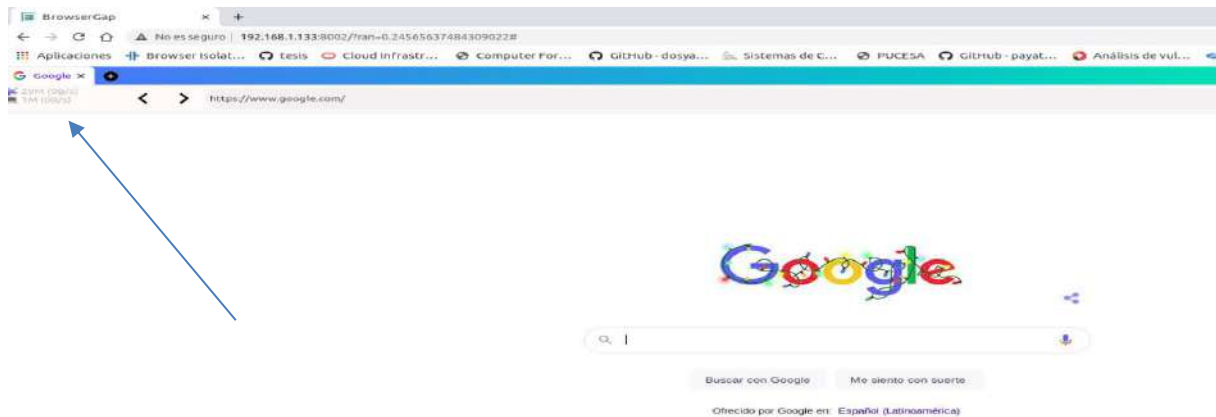 BrowserGap × +
No es seguro | 192.168.1.133:8002/?ran=0.24565637484309022#
Aplicaciones Browser Isolat... tesis Cloud Infrastr... Computer For... GitHub - dosya... Sistemas de C... PUCESA GitHub - payat... Análisis de vul...
Google ×
https://www.google.com/
Google
Buscar con Google Me siento con suerte
Ofrecido por Google en: Español (Latinoamérica)